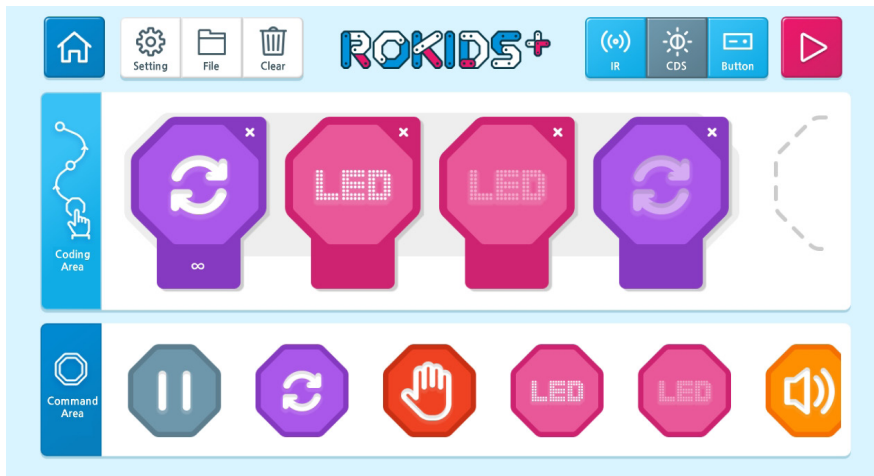 Setting
File
Clear
ROKIDS+
IR
CDS
Button
LED
LED
∞
Coding
Area
LED
LED
Command
Area